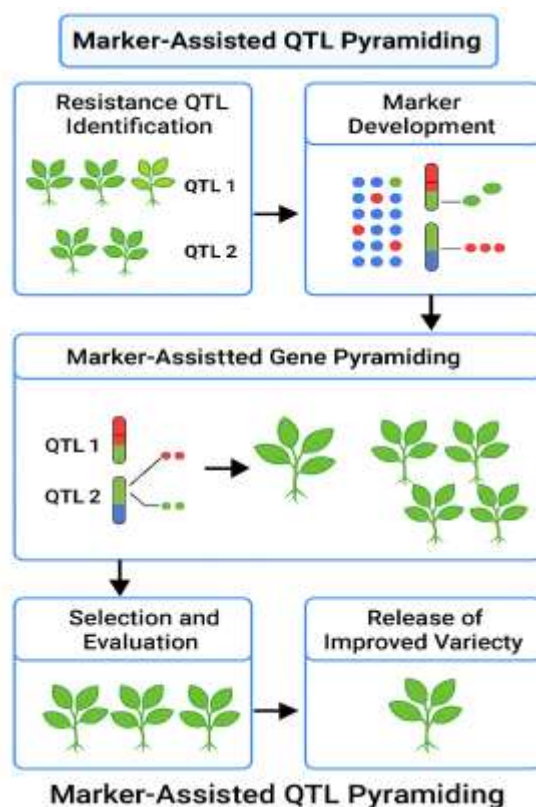 Marker-Assisted QTL Pyramiding
Resistance QTL
Identification
QTL 1
QTL 2
Marker
Development
Marker-Assistted Gene Pyramiding
QTL 1
QTL 2
Selection and
Evaluation
Release of
Improved Variecty
Marker-Assisted QTL Pyramiding